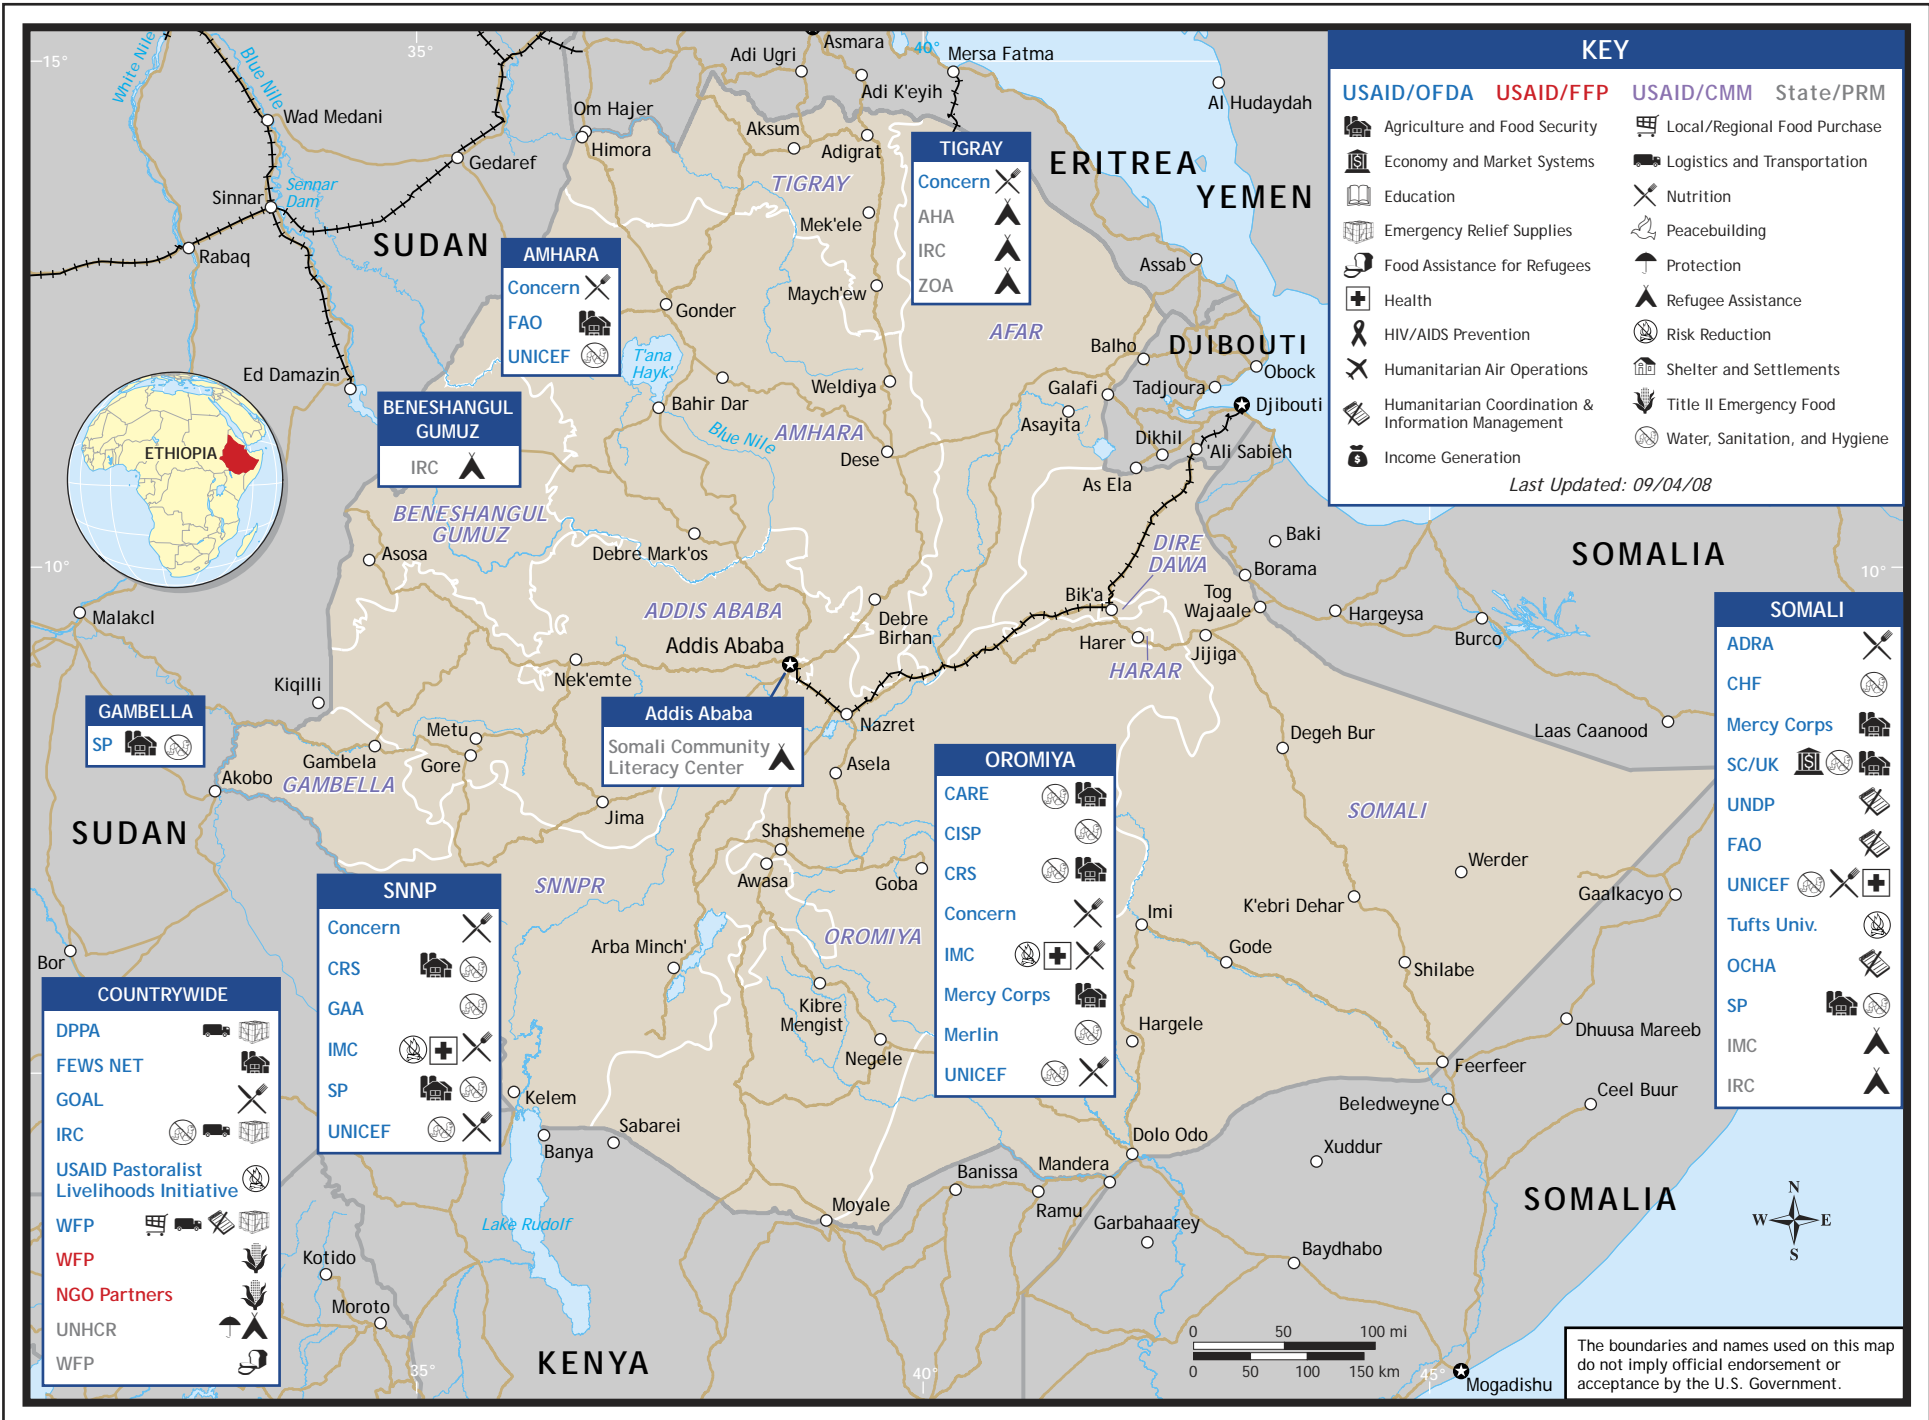 KEY
USAID/OFDA USAID/FFP USAID/CMM State/PRM
Agriculture and Food Security
Economy and Market Systems
Education
Emergency Relief Supplies
Food Assistance for Refugees
Health
HIV/AIDS Prevention
Humanitarian Air Operations
Humanitarian Coordination &
Information Management
Income Generation
Local/Regional Food Purchase
Logistics and Transportation
Nutrition
Peacebuilding
Protection
Refugee Assistance
Risk Reduction
Shelter and Settlements
Title II Emergency Food
Water, Sanitation, and Hygiene
Last Updated: 09/04/08
15°
35°
40°
White Nile
Blue Nile
Wad Medani
Gedaref
Sinnar
Sennar
Dam
Rabaq
SUDAN
Ed Damazin
Om Hajer
Himora
Adi Ugri
Asmara
Adi K'eyih
Mersa Fatma
Al Hudaydah
Aksum
Adigrat
TIGRAY
Mek'ele
Maych'ew
ERITREA
YEMEN
Assab
TIGRAY
Concern
AHA
IRC
ZOA
AMHARA
Concern
FAO
UNICEF
Gonder
T'ana
Hayk'
Bahir Dar
Blue Nile
Weldiya
AMHARA
Dese
AFAR
Balho
DJIBOUTI
Obock
Galafi
Tadjoura
Djibouti
Asayita
Dikhil
'Ali Sabieh
As Ela
ETHIOPIA
BENESHANGUL
GUMUZ
IRC
BENESHANGUL
GUMUZ
Asosa
Debre Mark'os
10°
Malakcl
ADDIS ABABA
Addis Ababa
Debre
Birhan
DIRE
DAWA
Bik'a
Harer
HARAR
Jijiga
Tog
Wajaale
Baki
Borama
Hargeysa
Burco
SOMALIA
10°
Laas Caanood
Kiqilli
Nek'emte
Nazret
Addis Ababa
Somali Community
Literacy Center
GAMBELLA
SP
Metu
Gore
Gambela
GAMBELLA
Akobo
SUDAN
Jima
Asela
Shashemene
Awasa
Goba
SNNPR
Arba Minch'
OROMIYA
Kibre
Mengist
Negele
Degeh Bur
SOMALI
Werder
K'ebri Dehar
Imi
Gode
Shilabe
Hargele
Gaalkacyo
Dhuusa Mareeb
Feerfeer
Beledweyne
Ceel Buur
Xuddur
Dolo Odo
Mandera
Banissa
Ramu
Garbahaarey
Baydhabo
Moyale
Kelem
Banya
Sabarei
Lake Rudolf
Bor
Kotido
Moroto
KENYA
SOMALIA
Mogadishu
35°
40°
45°
OROMIYA
CARE
CISP
CRS
Concern
IMC
Mercy Corps
Merlin
UNICEF
SNNP
Concern
CRS
GAA
IMC
SP
UNICEF
COUNTRYWIDE
DPPA
FEWS NET
GOAL
IRC
USAID Pastoralist
Livelihoods Initiative
WFP
WFP
NGO Partners
UNHCR
WFP
SOMALI
ADRA
CHF
Mercy Corps
SC/UK
UNDP
FAO
UNICEF
Tufts Univ.
OCHA
SP
IMC
IRC
N
W E
S
0 50 100 mi
0 50 100 150 km
The boundaries and names used on this map
do not imply official endorsement or
acceptance by the U.S. Government.